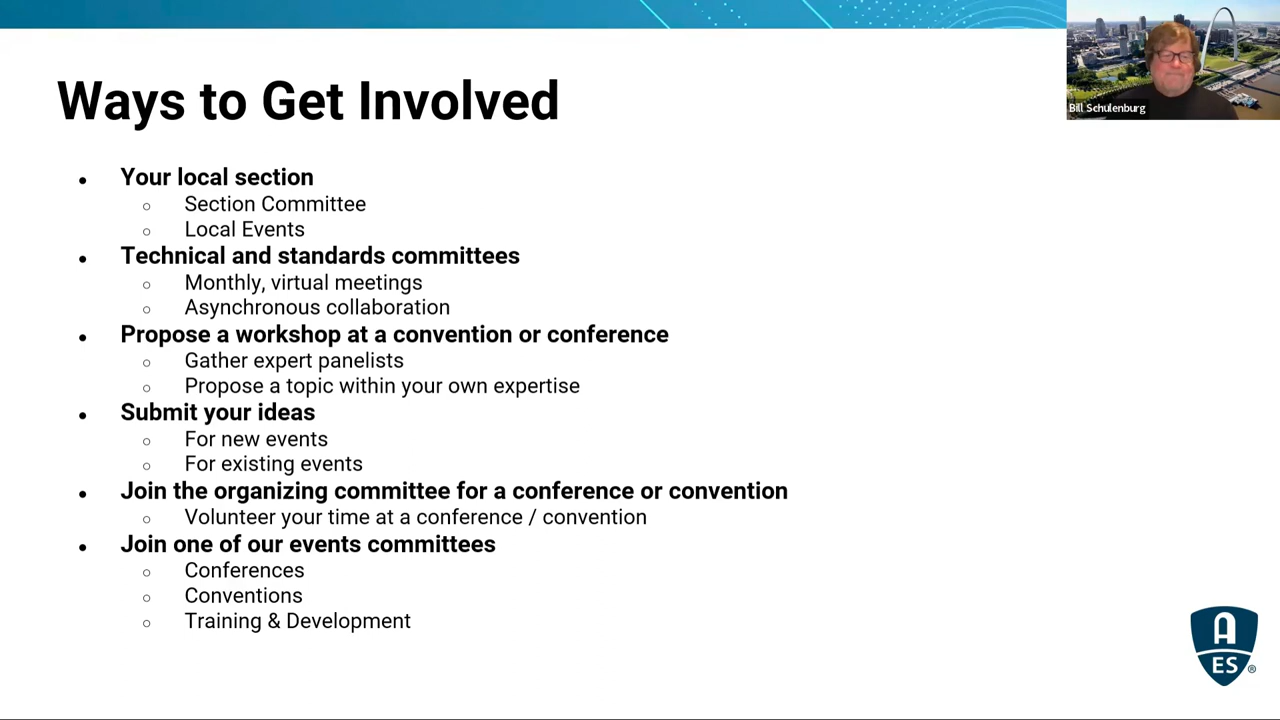 Ways to Get Involved
Bill Schulenburg
● Your local section
○ Section Committee
○ Local Events
● Technical and standards committees
○ Monthly, virtual meetings
○ Asynchronous collaboration
● Propose a workshop at a convention or conference
○ Gather expert panelists
○ Propose a topic within your own expertise
● Submit your ideas
○ For new events
○ For existing events
● Join the organizing committee for a conference or convention
○ Volunteer your time at a conference / convention
● Join one of our events committees
○ Conferences
○ Conventions
○ Training & Development
A
ES®